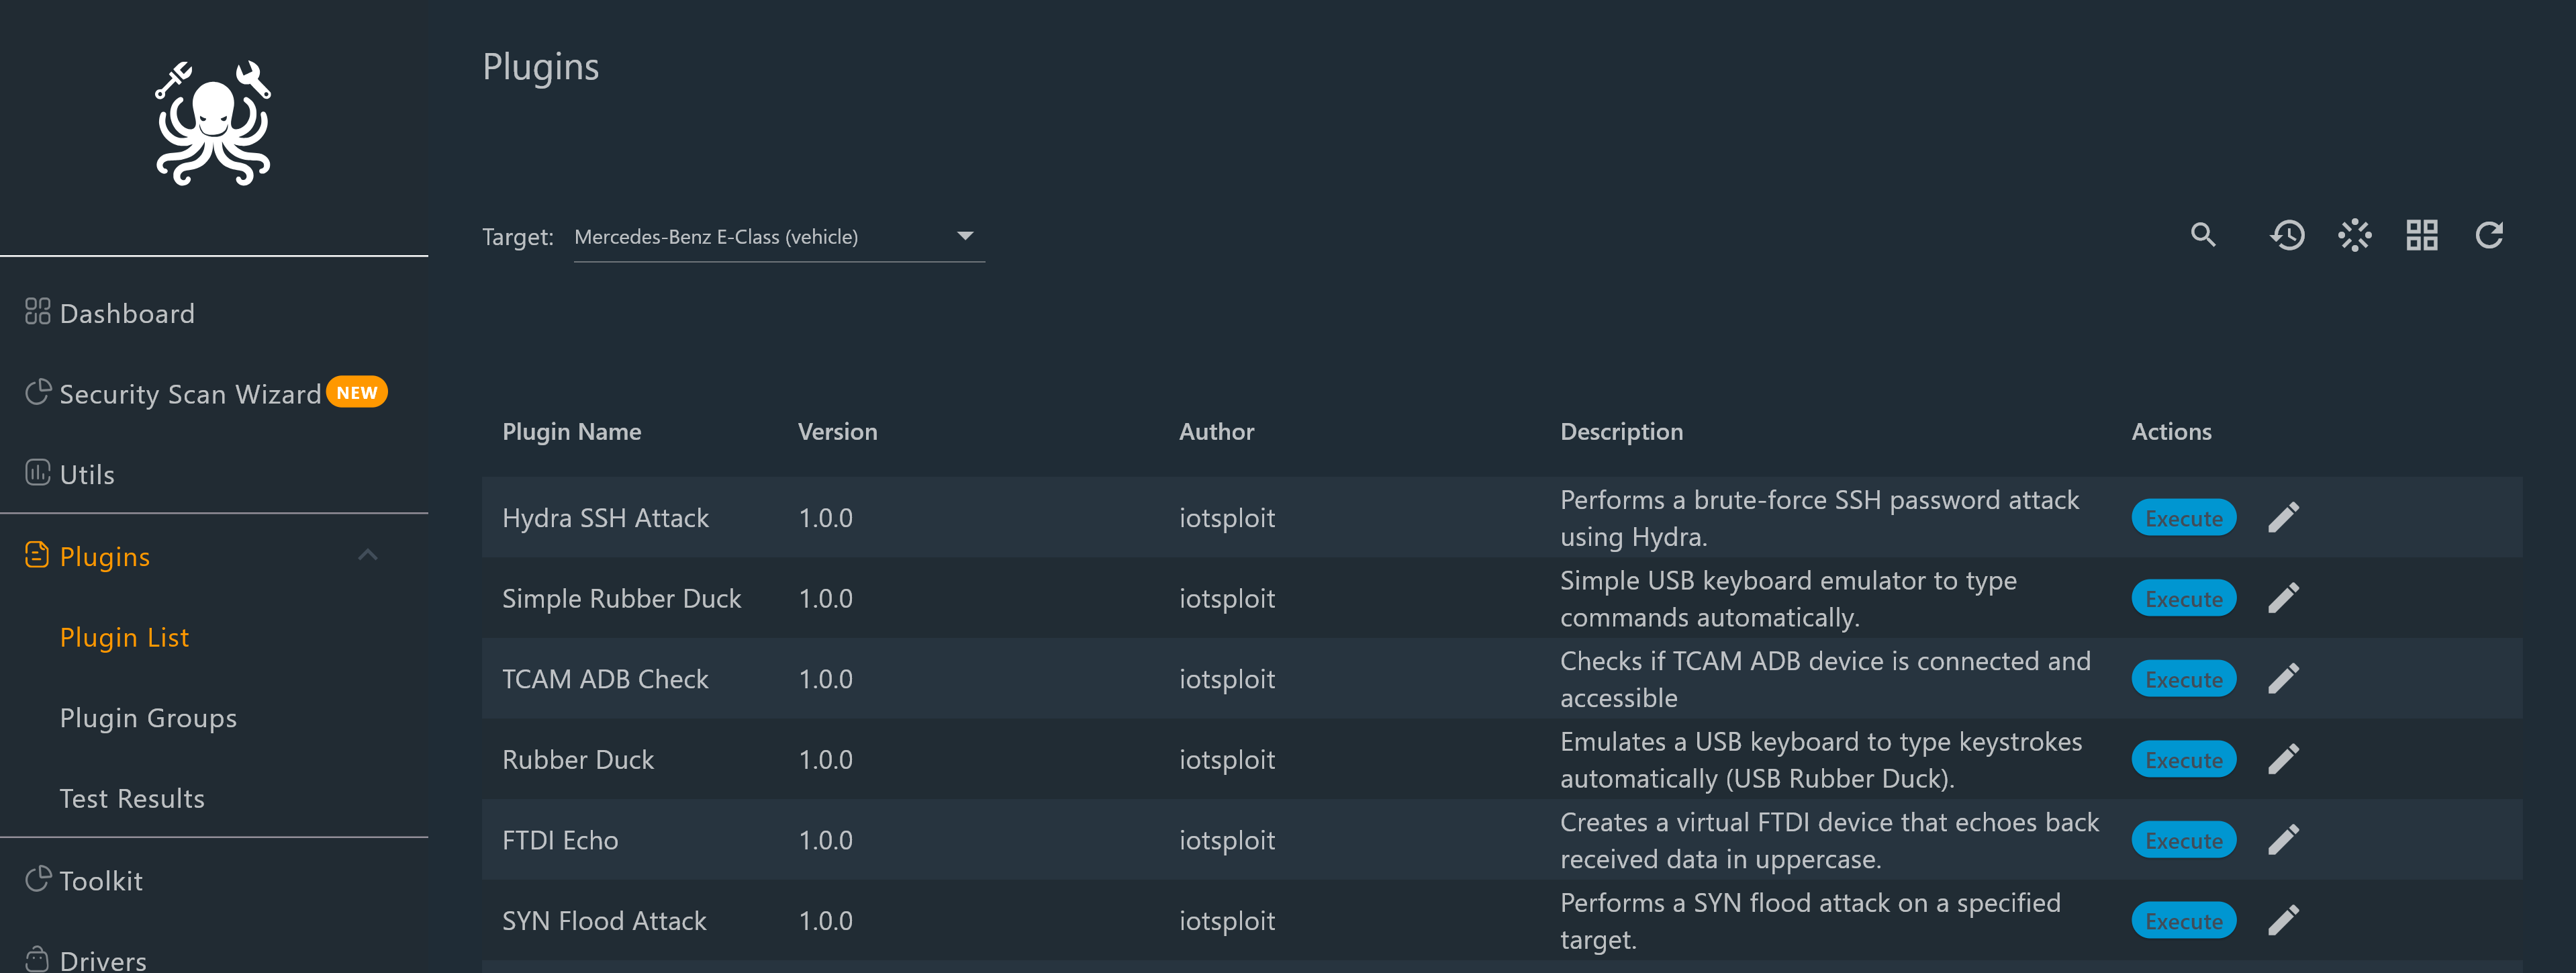 Plugins
Target: Mercedes-Benz E-Class (vehicle)
Dashboard
Security Scan Wizard NEW
Utils
Plugins
Plugin List
Plugin Groups
Test Results
Toolkit
Drivers
Plugin Name Version Author Description Actions
Hydra SSH Attack 1.0.0 iotsploit Performs a brute-force SSH password attack
using Hydra. Execute
Simple Rubber Duck 1.0.0 iotsploit Simple USB keyboard emulator to type
commands automatically. Execute
TCAM ADB Check 1.0.0 iotsploit Checks if TCAM ADB device is connected and
accessible Execute
Rubber Duck 1.0.0 iotsploit Emulates a USB keyboard to type keystrokes
automatically (USB Rubber Duck). Execute
FTDI Echo 1.0.0 iotsploit Creates a virtual FTDI device that echoes back
received data in uppercase. Execute
SYN Flood Attack 1.0.0 iotsploit Performs a SYN flood attack on a specified
target. Execute